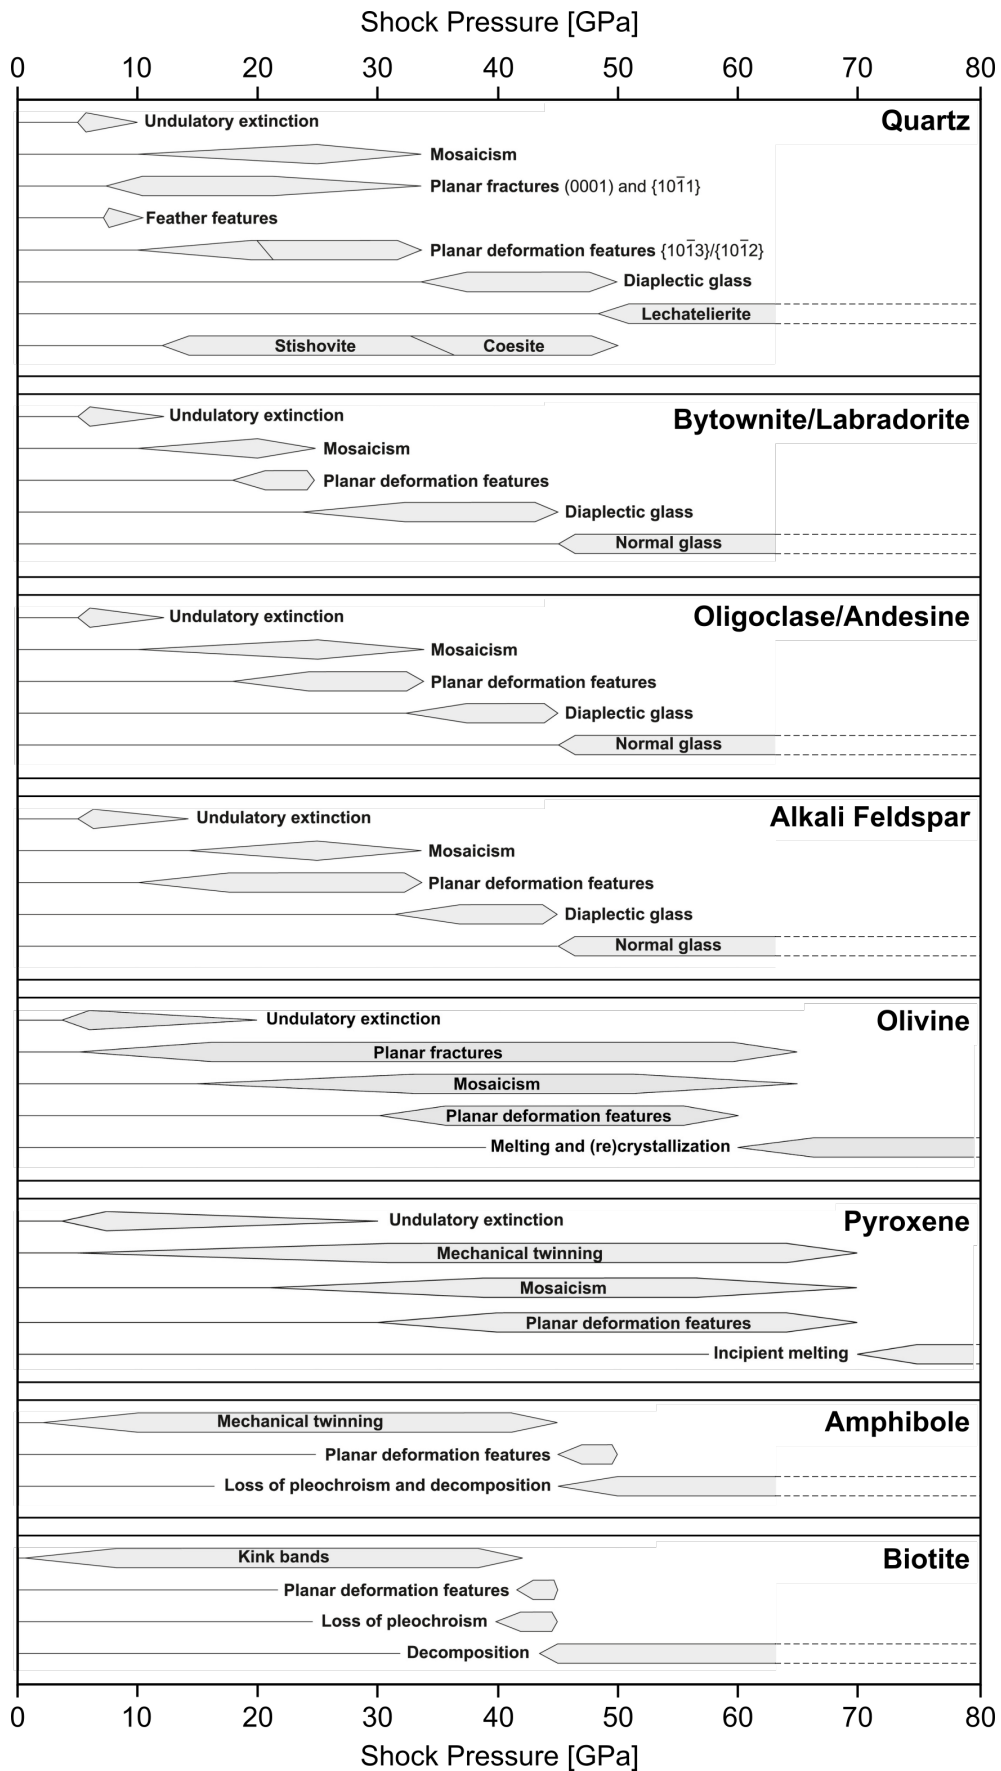 Shock Pressure [GPa]
0 10 20 30 40 50 60 70 80
Quartz
Undulatory extinction
Mosaicism
Planar fractures (0001) and {101̅1}
Feather features
Planar deformation features {101̅3}/{101̅2}
Diaplectic glass
Lechatelierite
Stishovite Coesite
Bytownite/Labradorite
Undulatory extinction
Mosaicism
Planar deformation features
Diaplectic glass
Normal glass
Oligoclase/Andesine
Undulatory extinction
Mosaicism
Planar deformation features
Diaplectic glass
Normal glass
Alkali Feldspar
Undulatory extinction
Mosaicism
Planar deformation features
Diaplectic glass
Normal glass
Olivine
Undulatory extinction
Planar fractures
Mosaicism
Planar deformation features
Melting and (re)crystallization
Pyroxene
Undulatory extinction
Mechanical twinning
Mosaicism
Planar deformation features
Incipient melting
Amphibole
Mechanical twinning
Planar deformation features
Loss of pleochroism and decomposition
Biotite
Kink bands
Planar deformation features
Loss of pleochroism
Decomposition
0 10 20 30 40 50 60 70 80
Shock Pressure [GPa]